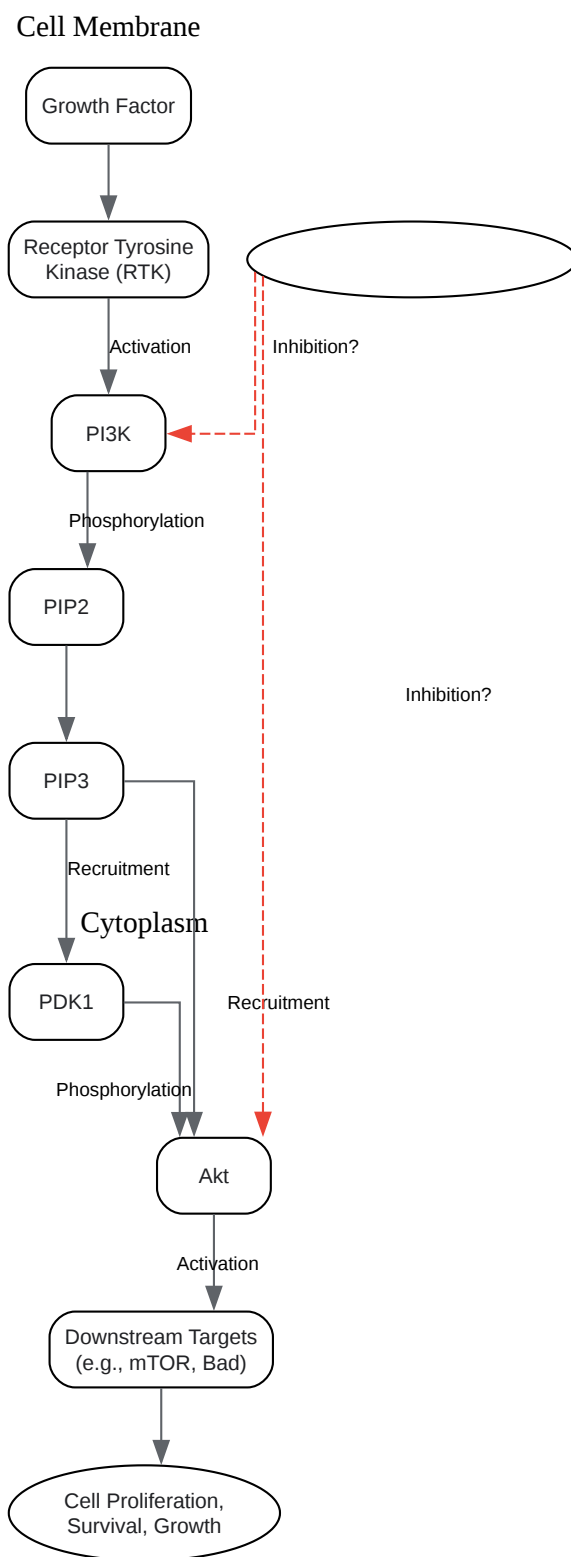 Cell Membrane
Growth Factor
Receptor Tyrosine
Kinase (RTK)
Activation
Inhibition?
PI3K
Phosphorylation
PIP2
Inhibition?
PIP3
Recruitment
Cytoplasm
PDK1
Recruitment
Phosphorylation
Akt
Activation
Downstream Targets
(e.g., mTOR, Bad)
Cell Proliferation,
Survival, Growth